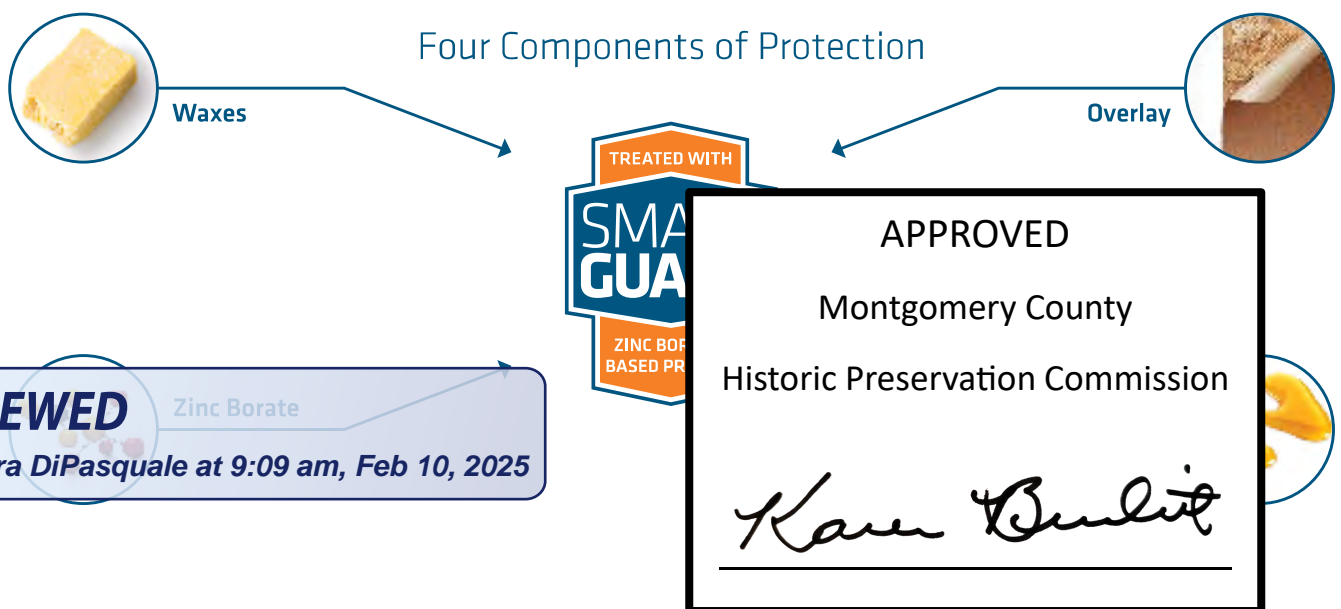 Four Components of Protection
Waxes
Overlay
TREATED WITH
SMA
GUA
ZINC BOR
BASED PR
Zinc Borate
EWED
ra DiPasquale at 9:09 am, Feb 10, 2025
APPROVED
Montgomery County
Historic Preservation Commission